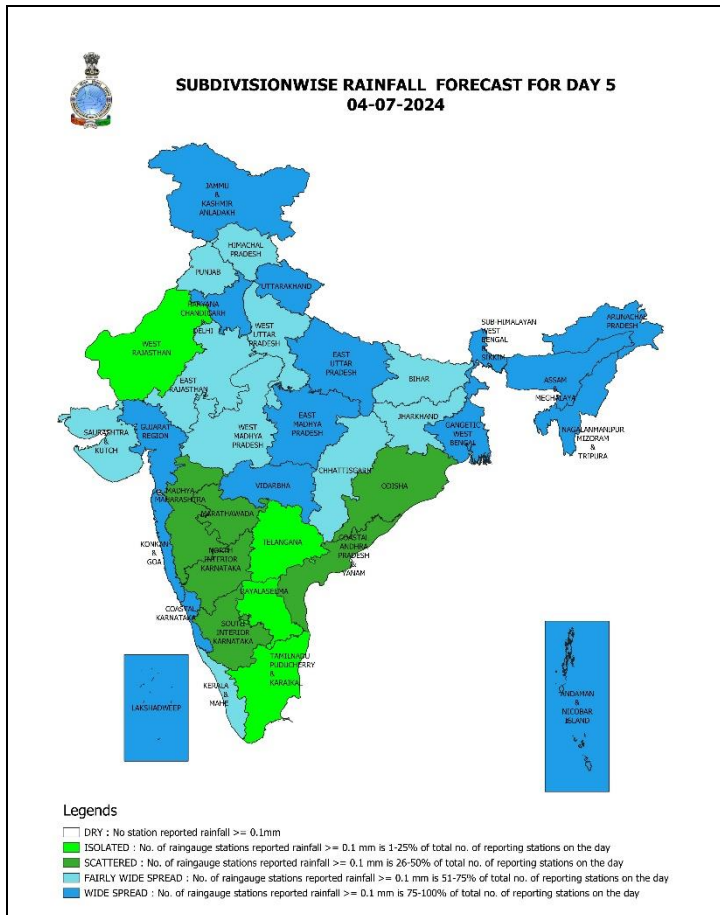 SUBDIVISIONWISE RAINFALL FORECAST FOR DAY 5
04-07-2024
JAMMU
&
KASHMIR
ANLADAKH
HIMACHAL
PRADESH
PUNJAB
UTTARAKHAND
HARYANA
CHANDIGARH
&
DELHI
WEST
UTTAR
PRADESH
SUB-HIMALAYAN
WEST
BENGAL
&
SIKKIM
ARUNACHAL
PRADESH
WEST
RAJASTHAN
EAST
RAJASTHAN
EAST
UTTAR
PRADESH
BIHAR
ASSAM
&
MEGHALAYA
NAGALANMANIPUR
MIZORAM
&
TRIPURA
SAURASHTRA
&
KUTCH
GUJARAT
REGION
WEST
MADHYA
PRADESH
EAST
MADHYA
PRADESH
JHARKHAND
GANGETIC
WEST
BENGAL
CHHATTISGARH
ODISHA
VIDARBHA
MADHYA
MAHARASHTRA
MARATHAWADA
KONKAN
&
GOA
TELANGANA
COASTAL
ANDHRA
PRADESH
&
YANAM
NORTH
INTERIOR
KARNATAKA
RAYALASEEMA
COASTAL
KARNATAKA
SOUTH
INTERIOR
KARNATAKA
TAMILNADU
PUDUCHERRY
&
KARAIKAL
KERALA
&
MAHE
LAKSHADWEEP
ANDAMAN
&
NICOBAR
ISLAND
Legends
DRY : No station reported rainfall >= 0.1mm
ISOLATED : No. of raingauge stations reported rainfall >= 0.1 mm is 1-25% of total no. of reporting stations on the day
SCATTERED : No. of raingauge stations reported rainfall >= 0.1 mm is 26-50% of total no. of reporting stations on the day
FAIRLY WIDE SPREAD : No. of raingauge stations reported rainfall >= 0.1 mm is 51-75% of total no. of reporting stations on the day
WIDE SPREAD : No. of raingauge stations reported rainfall >= 0.1 mm is 75-100% of total no. of reporting stations on the day